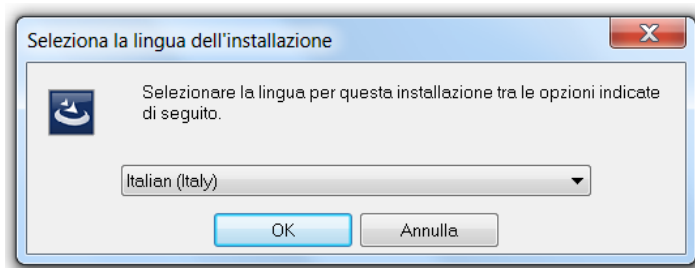 Seleziona la lingua dell'installazione
Selezionare la lingua per questa installazione tra le opzioni indicate
di seguito.
Italian (Italy)
OK Annulla